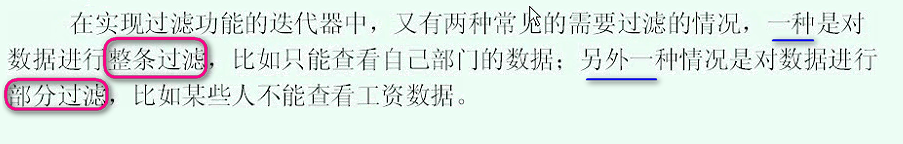 在实现过滤功能的迭代器中，又有两种常见的需要过滤的情况，一种是对
数据进行整条过滤，比如只能查看自己部门的数据；另外一种情况是对数据进行
部分过滤，比如某些人不能查看工资数据。